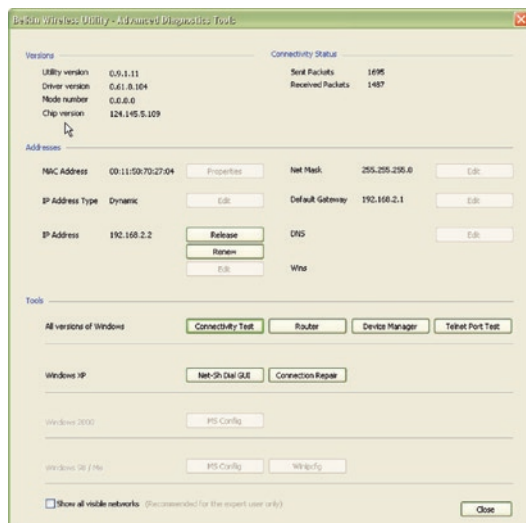 Belkin Wireless Utility - Advanced Diagnostics Tools
Versions
Utility version 0.9.1.11
Driver version 0.61.0.104
Mode number 0.0.0.0
Chip version 124.145.5.109
Connectivity Status
Sent Packets 1695
Received Packets 1487
Addresses
MAC Address 00:11:50:70:27:04 Properties
Net Mask 255.255.255.0 Edit
IP Address Type Dynamic Edit
Default Gateway 192.168.2.1 Edit
IP Address 192.168.2.2 Release
Renew
Edit
DNS Edit
Wins
Tools
All versions of Windows Connectivity Test Router Device Manager Telnet Port Test
Windows XP Net-Sh Dial GUI Connection Repair
Windows 2000 MS Config
Windows 98 / Me MS Config Winipcfg
Show all visible networks (Recommended for the expert user only)
Close